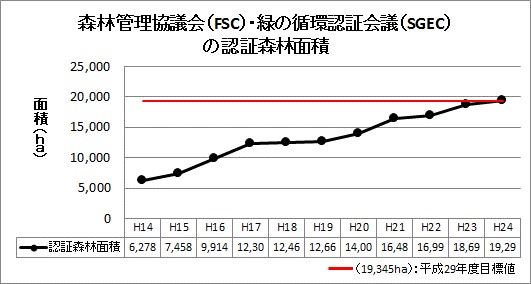 森林管理協議会（FSC）・緑の循環認証会議（SGEC）
の認証森林面積
面積（ha）
25,000
20,000
15,000
10,000
5,000
0
H14 H15 H16 H17 H18 H19 H20 H21 H22 H23 H24
認証森林面積 6,278 7,458 9,914 12,30 12,46 12,66 14,00 16,48 16,99 18,69 19,29
（19,345ha）：平成29年度目標値